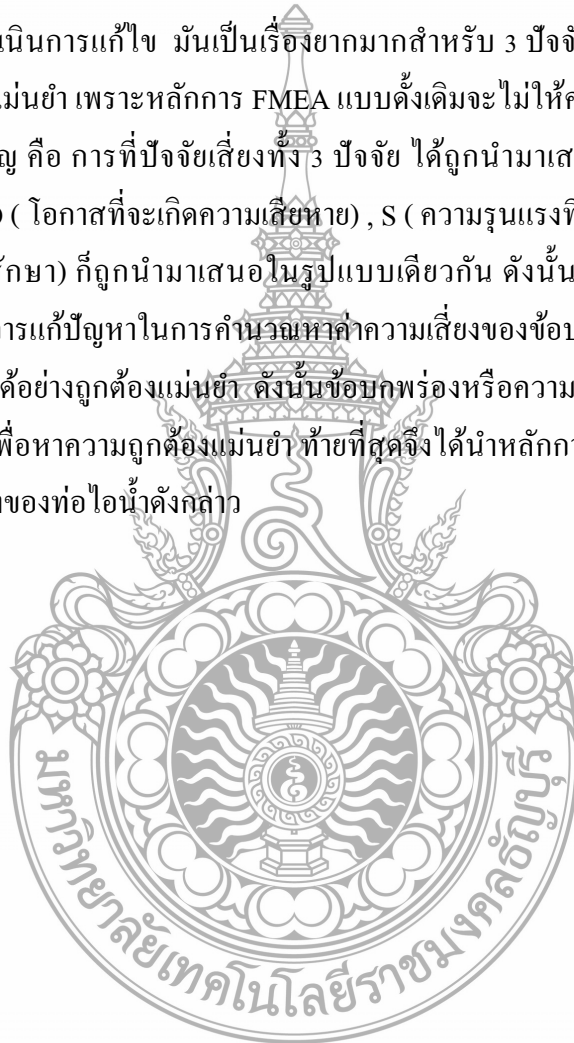 เนินการแก้ไข มันเป็นเรื่องยากมากสำหรับ 3 ปัจจั
ม่นยำ เพราะหลักการ FMEA แบบดั้งเดิมจะไม่ให้ค
ญ คือ การที่ปัจจัยเสี่ยงทั้ง 3 ปัจจัย ได้ถูกนำมาเส
( โอกาสที่จะเกิดความเสียหาย) , S ( ความรุนแรงที
รักษา) ก็ถูกนำมาเสนอในรูปแบบเดียวกัน ดังนั้น
การแก้ปัญหาในการคำนวณหาค่าความเสี่ยงของข้อบ
ด้อย่างถูกต้องแม่นยำ ดังนั้นข้อบกพร่องหรือความ
พื่อหาความถูกต้องแม่นยำ ท้ายที่สุดจึงได้นำหลักกา
ของท่อไอน้ำดังกล่าว
มหาวิทยาลัยเทคโนโลยีราชมงคลธัญบุรี